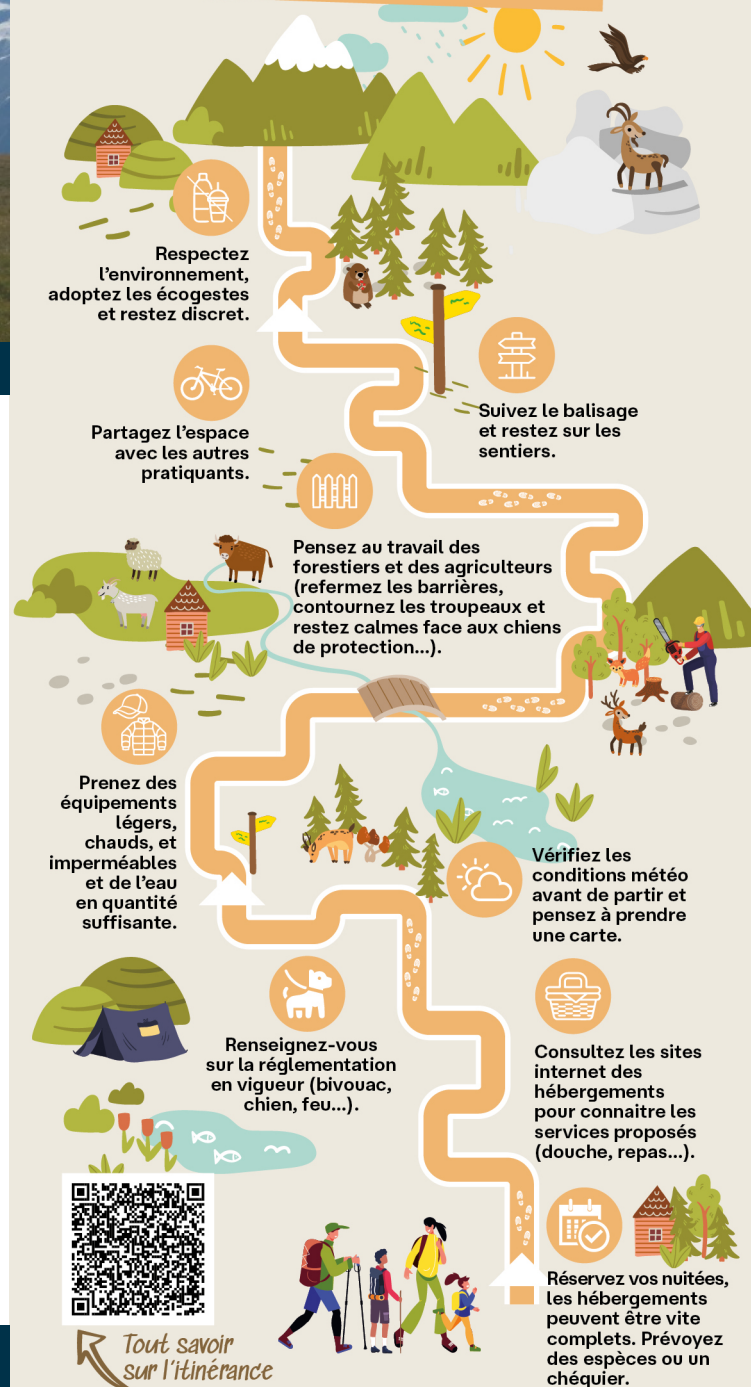 Respectez
l’environnement,
adoptez les écogestes
et restez discret.
Suivez le balisage
et restez sur les
sentiers.
Partagez l’espace
avec les autres
pratiquants.
Pensez au travail des
forestiers et des agriculteurs
(refermez les barrières,
contournez les troupeaux et
restez calmes face aux chiens
de protection...).
Prenez des
équipements
légers,
chauds, et
imperméables
et de l’eau
en quantité
suffisante.
Vérifiez les
conditions météo
avant de partir et
pensez à prendre
une carte.
Renseignez-vous
sur la réglementation
en vigueur (bivouac,
chien, feu...).
Consultez les sites
internet des
hébergements
pour connaitre les
services proposés
(douche, repas...).
Réservez vos nuitées,
les hébergements
peuvent être vite
complets. Prévoyez
des espèces ou un
chéquier.
Tout savoir
sur l’itinérance